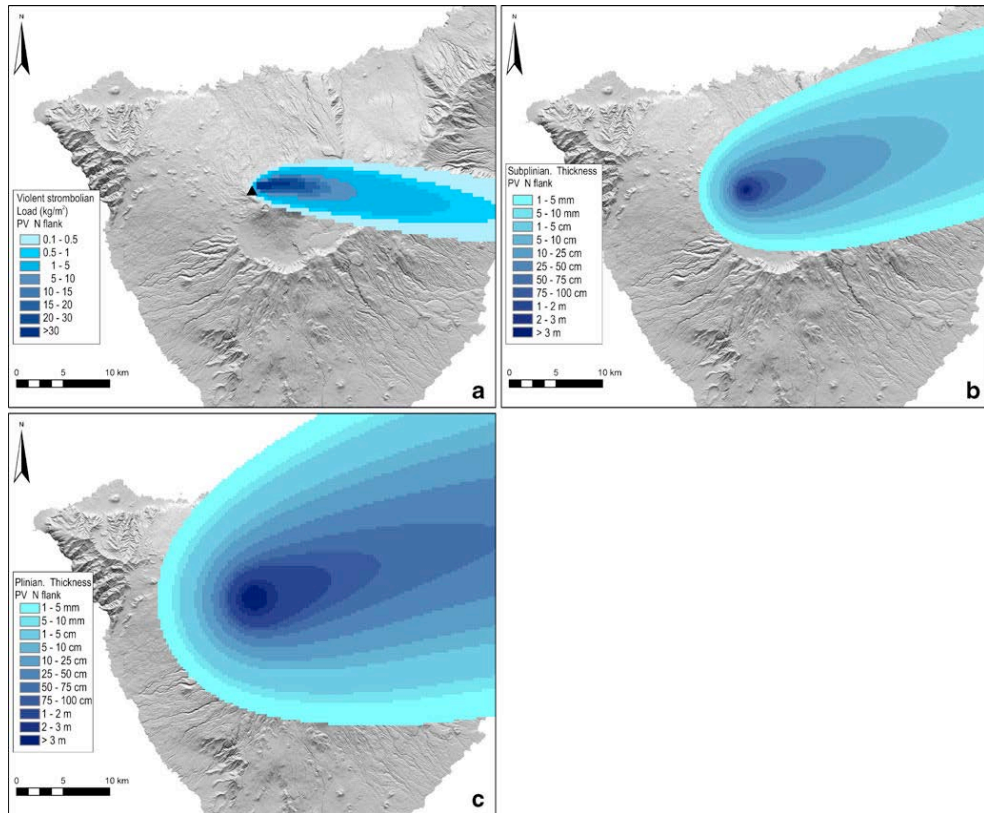 N
Violent strombolian
Load (kg/m²)
PV N flank
0.1 - 0.5
0.5 - 1
1 - 5
5 - 10
10 - 15
15 - 20
20 - 30
>30
0 5 10 km
a
N
Subplinian. Thickness
PV N flank
1 - 5 mm
5 - 10 mm
1 - 5 cm
5 - 10 cm
10 - 25 cm
25 - 50 cm
50 - 75 cm
75 - 100 cm
1 - 2 m
2 - 3 m
> 3 m
0 5 10 km
b
N
Plinian. Thickness
PV N flank
1 - 5 mm
5 - 10 mm
1 - 5 cm
5 - 10 cm
10 - 25 cm
25 - 50 cm
50 - 75 cm
75 - 100 cm
1 - 2 m
2 - 3 m
> 3 m
0 5 10 km
c